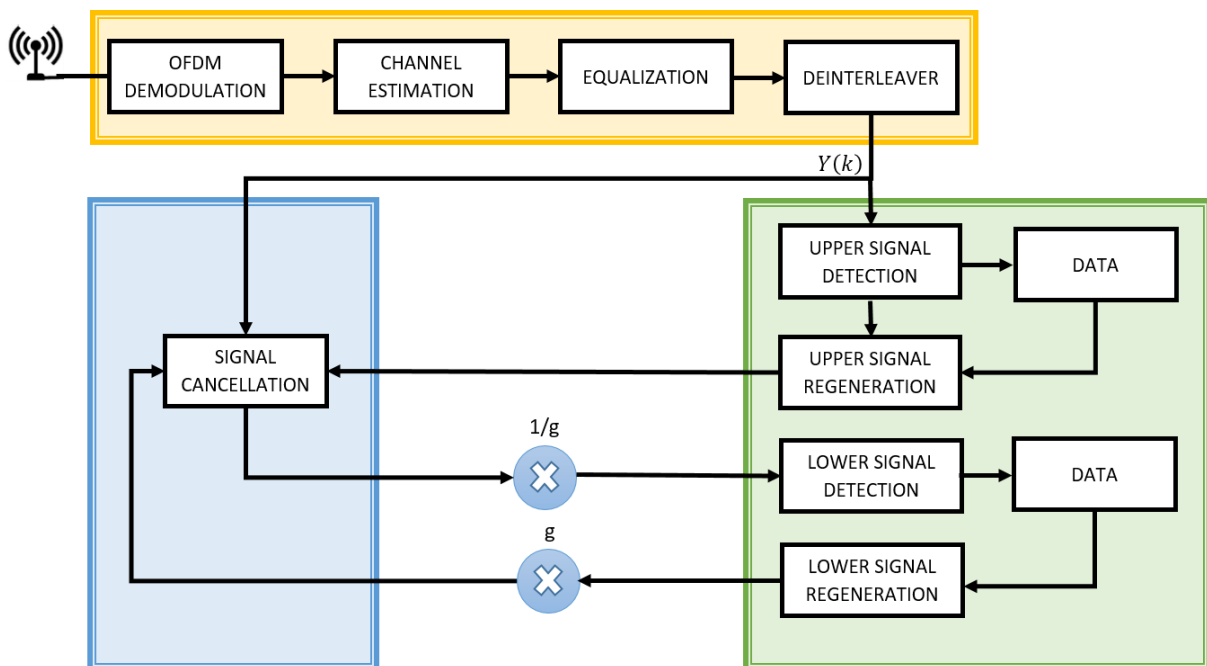 OFDM
DEMODULATION
CHANNEL
ESTIMATION
EQUALIZATION
DEINTERLEAVER
Y(k)
UPPER SIGNAL
DETECTION
DATA
SIGNAL
CANCELLATION
UPPER SIGNAL
REGENERATION
1/g
LOWER SIGNAL
DETECTION
DATA
g
LOWER SIGNAL
REGENERATION